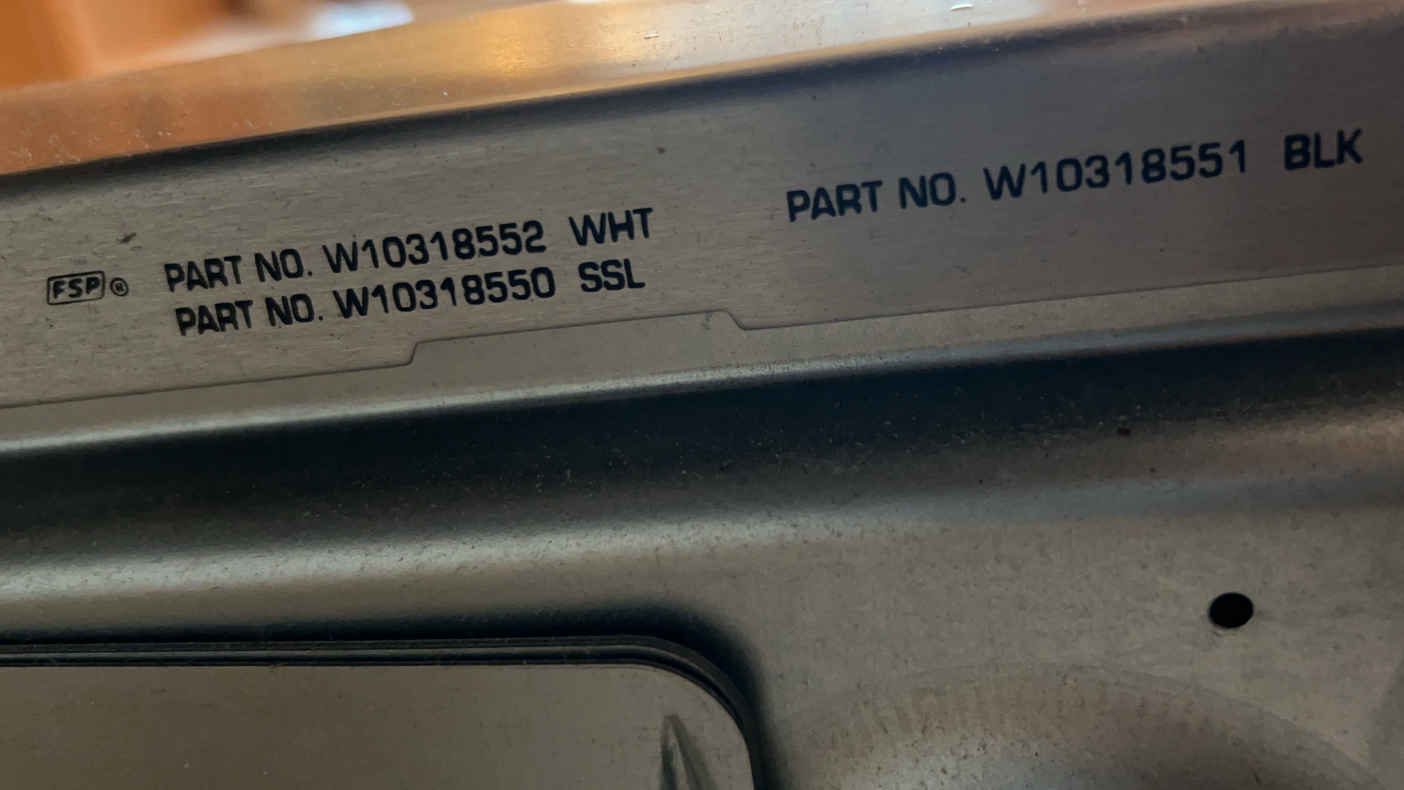 FSP ® PART NO. W10318552 WHT
PART NO. W10318550 SSL
PART NO. W10318551 BLK